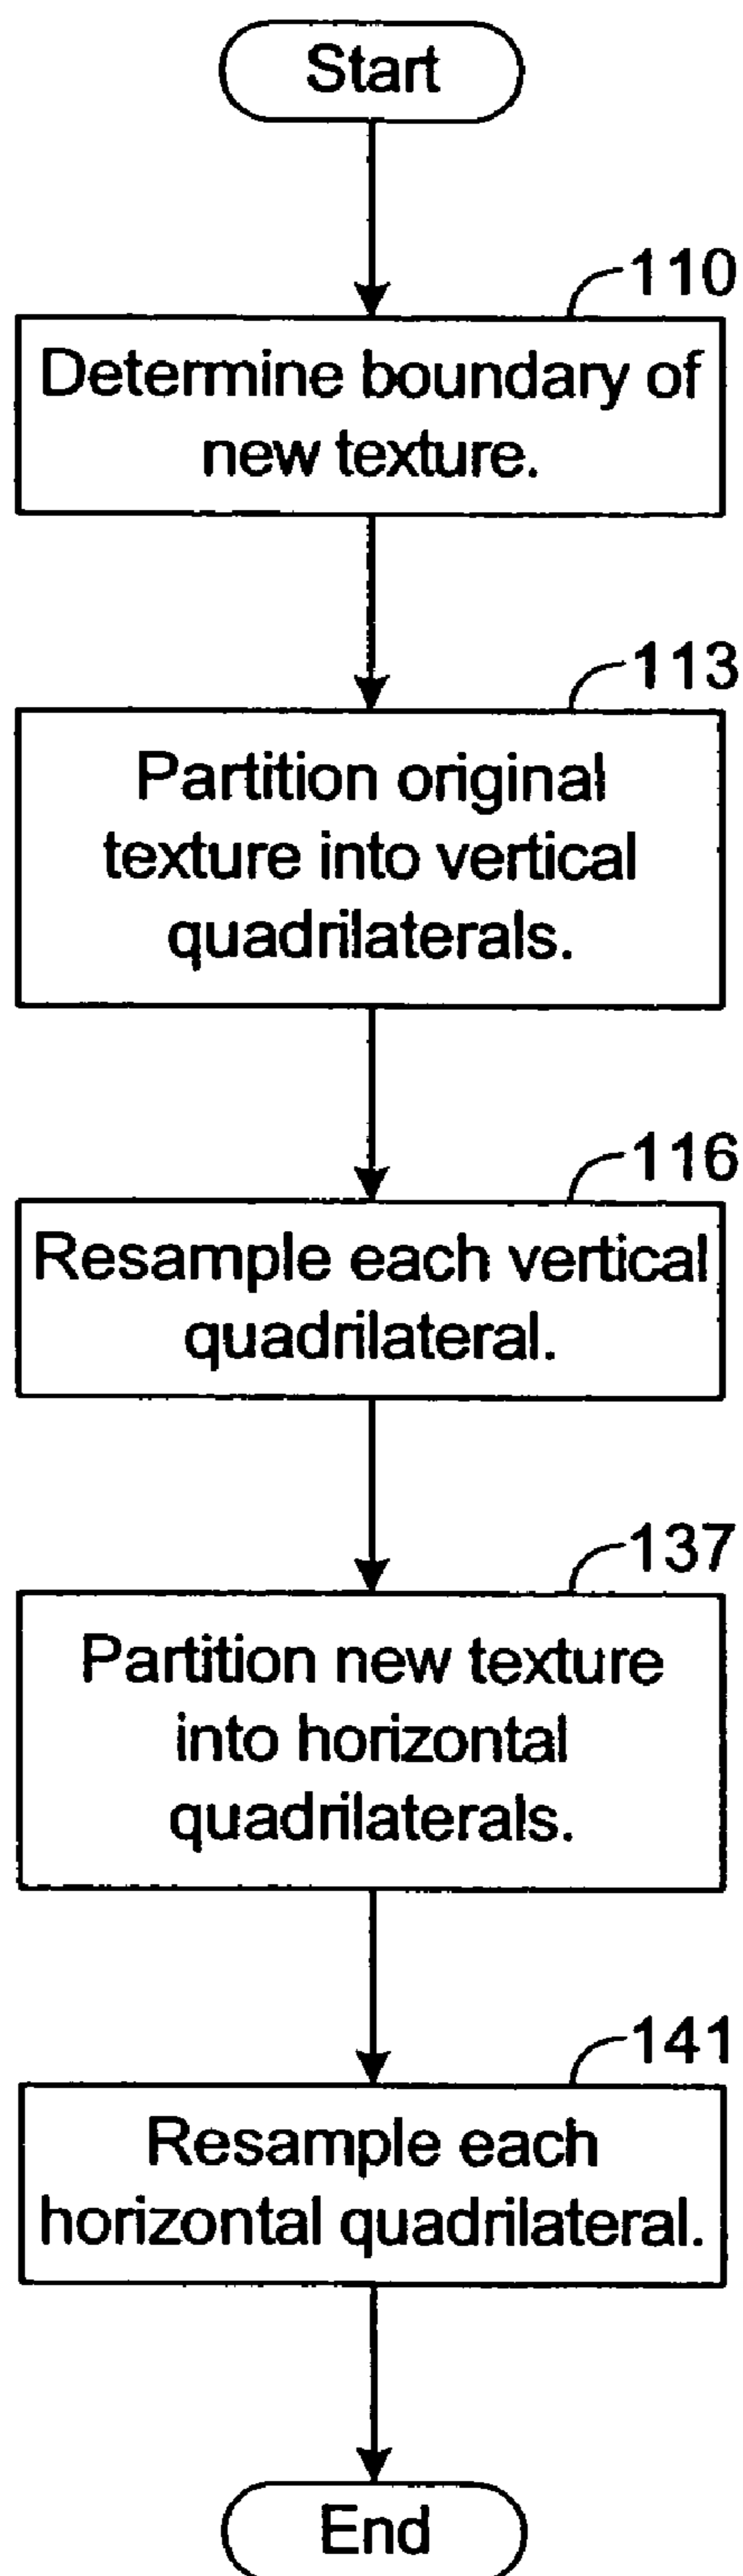 Start
110
Determine boundary of
new texture.
113
Partition original
texture into vertical
quadrilaterals.
116
Resample each vertical
quadrilateral.
137
Partition new texture
into horizontal
quadrilaterals.
141
Resample each
horizontal quadrilateral.
End